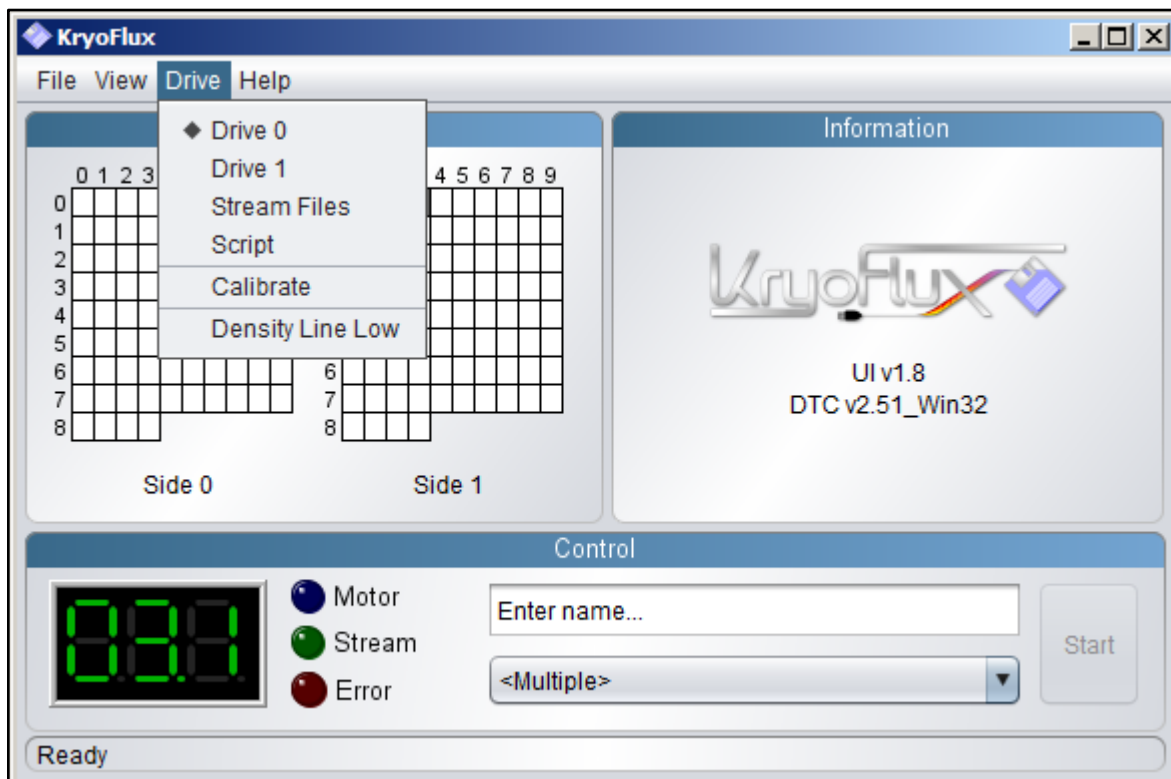 KryoFlux
File View Drive Help
Drive 0
Drive 1
Stream Files
Script
Calibrate
Density Line Low
0 1 2 3
0
1
2
3
4
5
6
7
8
Side 0
4 5 6 7 8 9
6
7
8
Side 1
Information
KryoFlux
UI v1.8
DTC v2.51_Win32
Control
03.1
Motor
Stream
Error
Enter name...
<Multiple>
Start
Ready